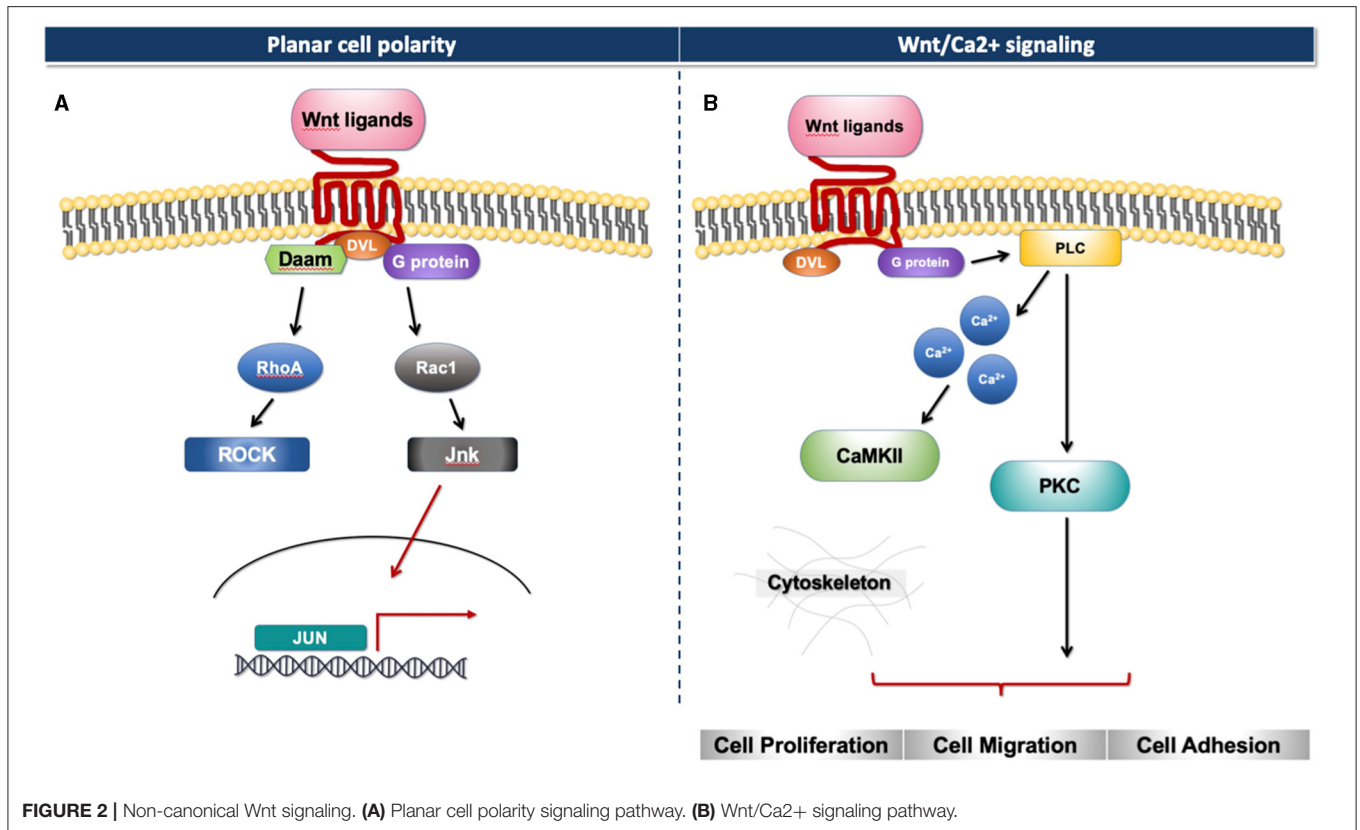 Planar cell polarity
Wnt/Ca2+ signaling
A
Wnt ligands
DVL
Daam
G protein
RhoA
Rac1
ROCK
Jnk
JUN
B
Wnt ligands
DVL
G protein
PLC
Ca²⁺
Ca²⁺
Ca²⁺
CaMKII
PKC
Cytoskeleton
Cell Proliferation
Cell Migration
Cell Adhesion
FIGURE 2 | Non-canonical Wnt signaling. (A) Planar cell polarity signaling pathway. (B) Wnt/Ca2+ signaling pathway.